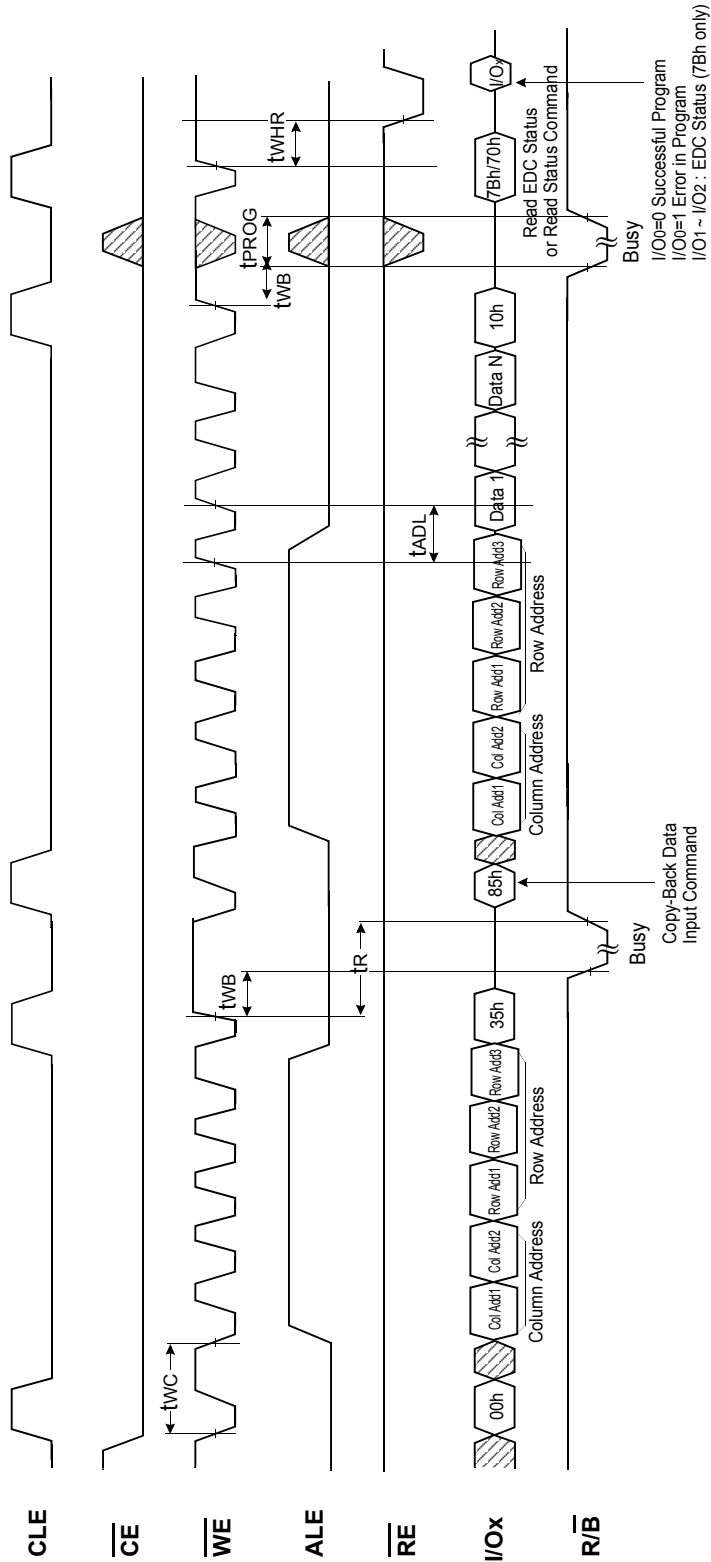 CLE
CE
WE
ALE
RE
I/Ox
R/B
tWC
tWB
tR
tADL
tWB
tPROG
tWHR
00h
Col Add1
Col Add2
Row Add1
Row Add2
Row Add3
35h
85h
Col Add1
Col Add2
Row Add1
Row Add2
Row Add3
Data 1
Data N
10h
7Bh/70h
I/Ox
Column Address
Row Address
Column Address
Row Address
Read EDC Status
or Read Status Command
Busy
Busy
Copy-Back Data
Input Command
I/O0=0 Successful Program
I/O0=1 Error in Program
I/O1 ~ I/O2 : EDC Status (7Bh only)